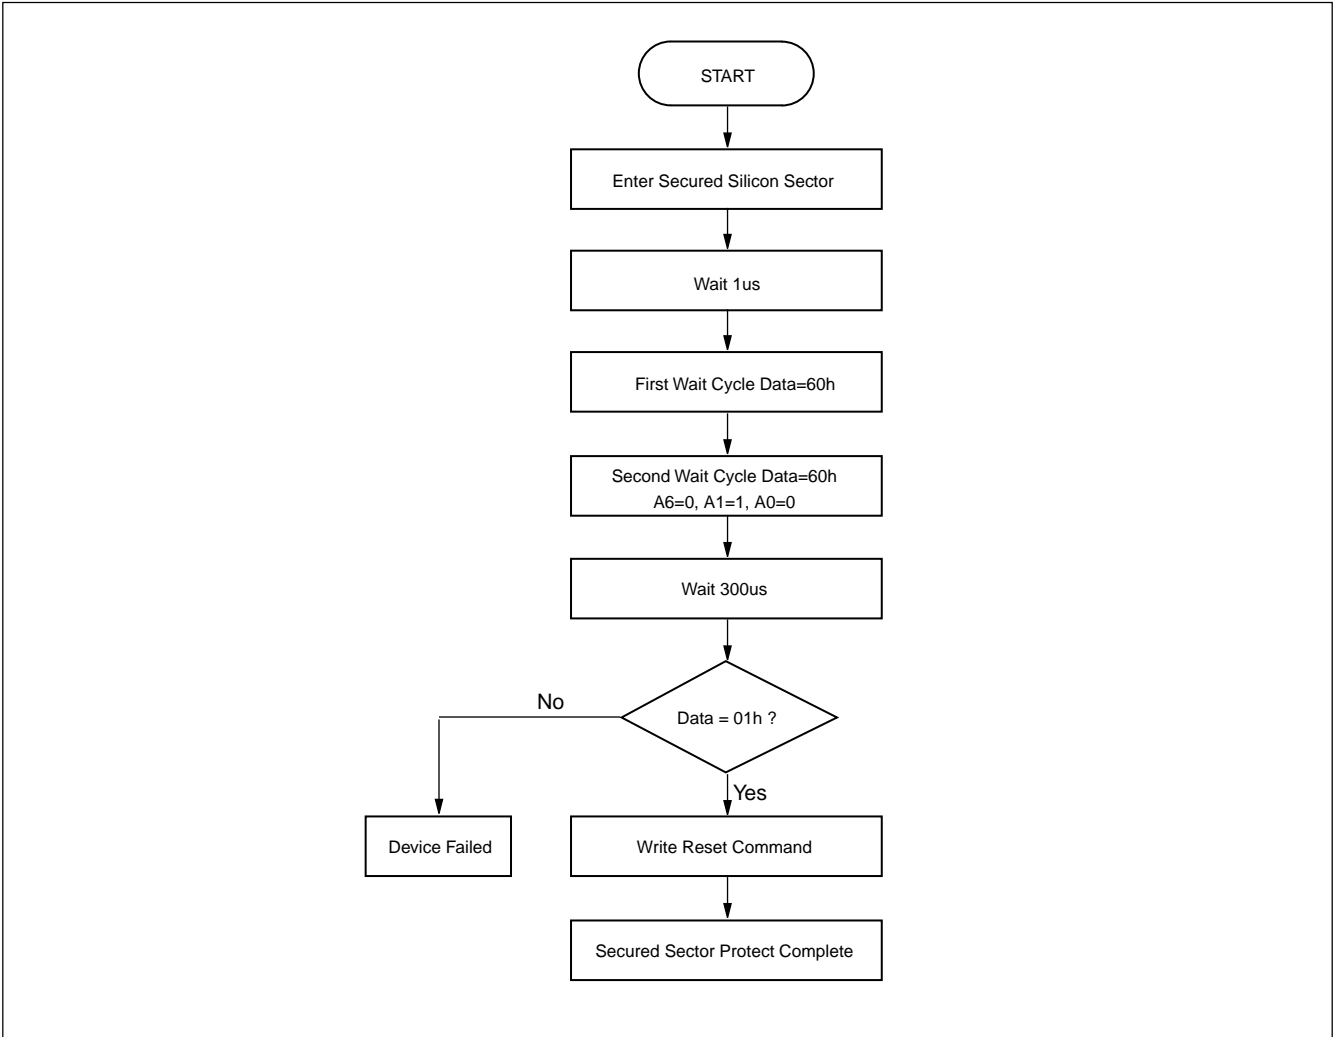 START
Enter Secured Silicon Sector
Wait 1us
First Wait Cycle Data=60h
Second Wait Cycle Data=60h
A6=0, A1=1, A0=0
Wait 300us
No
Data = 01h ?
Yes
Device Failed
Write Reset Command
Secured Sector Protect Complete